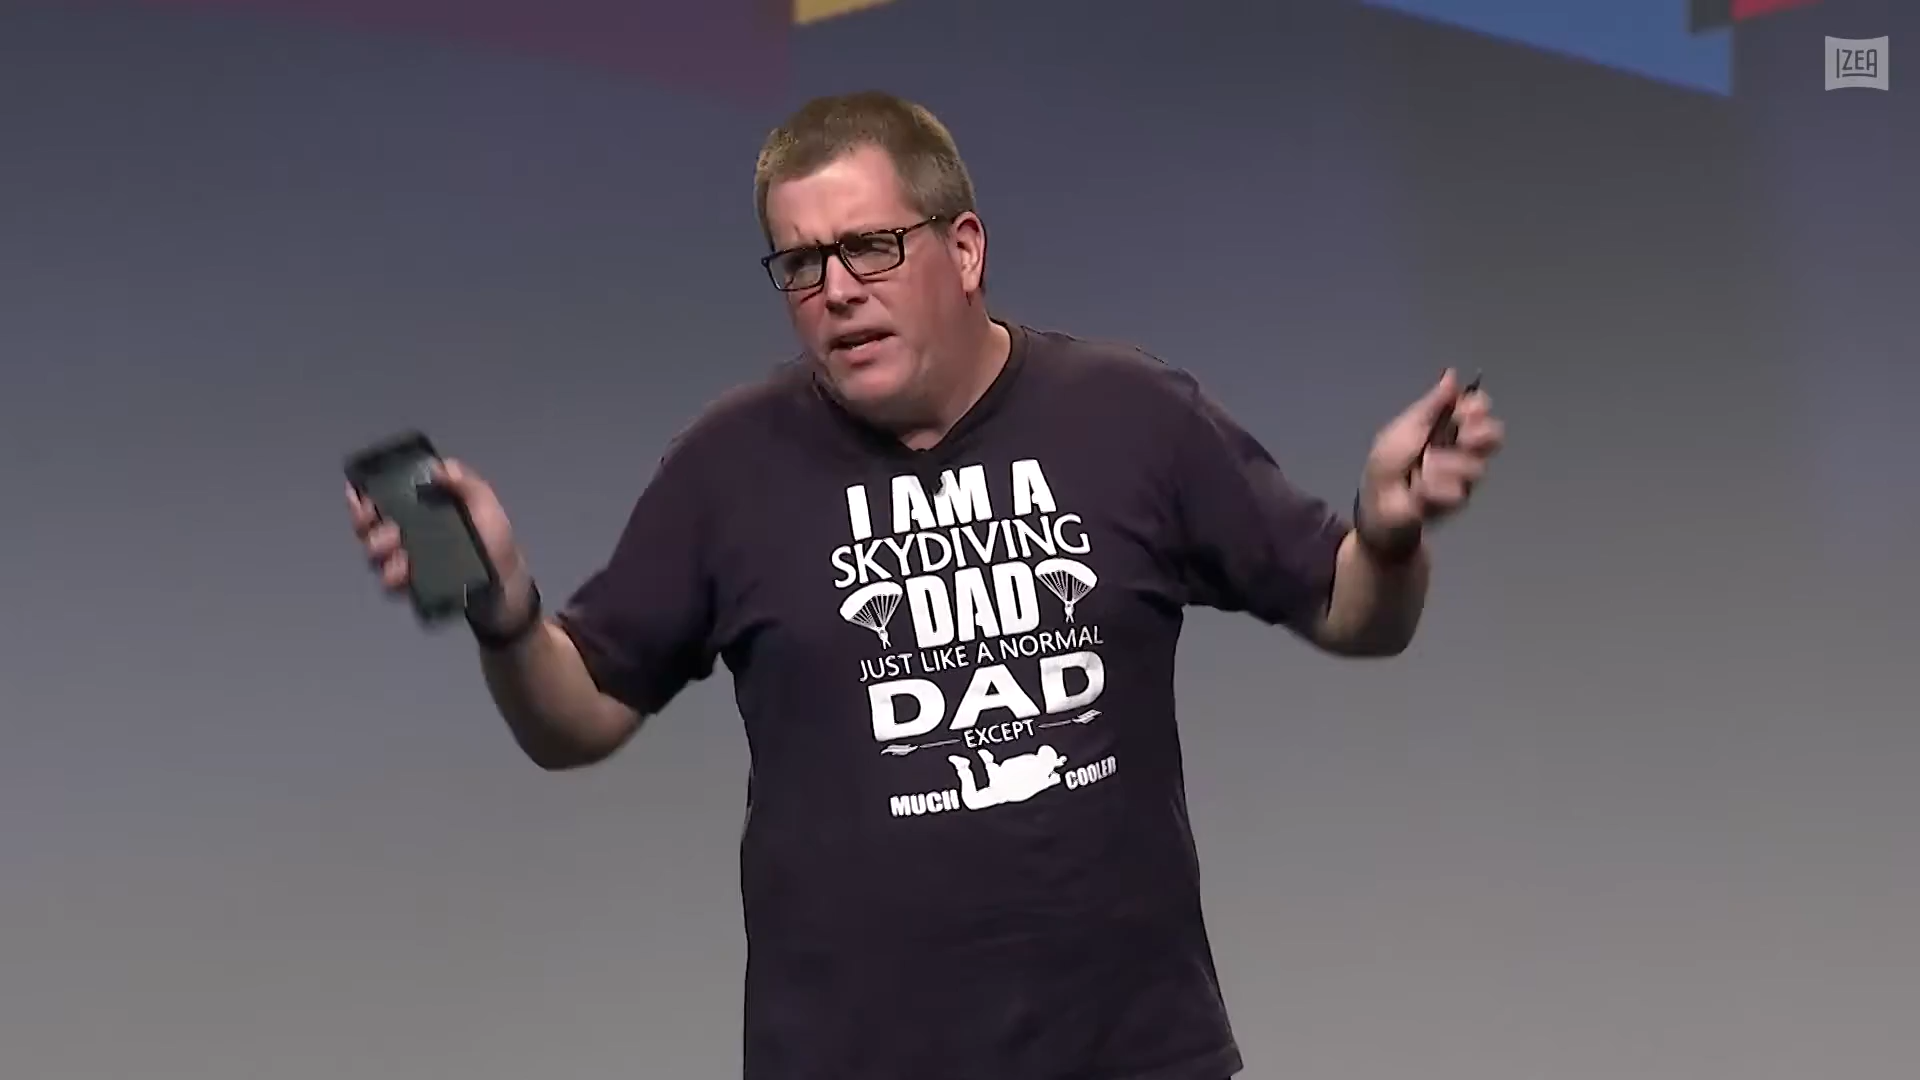 IZEA
I AM A
SKYDIVING
DAD
JUST LIKE A NORMAL
DAD
EXCEPT
MUCH COOLER